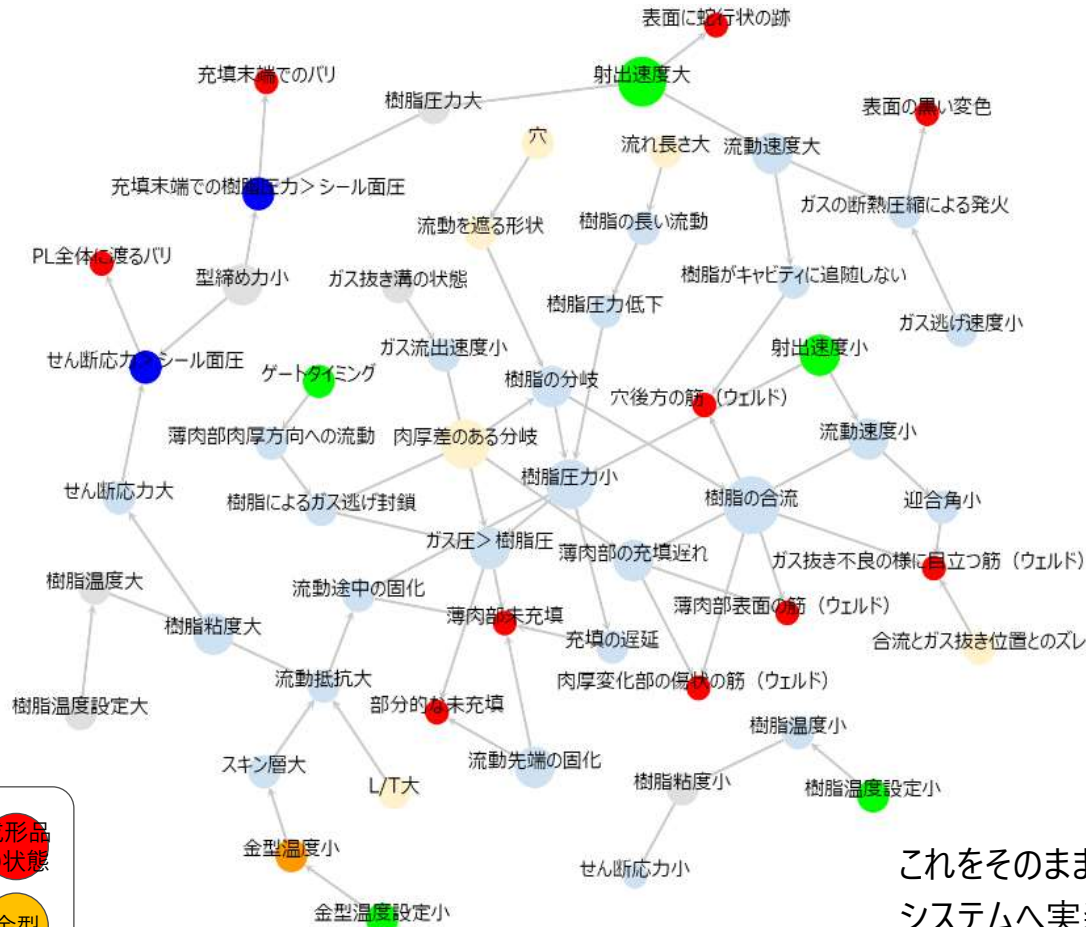 表面に蛇行状の跡
充填末端でのバリ
射出速度大
樹脂圧力大
表面の黒い変色
穴
流れ長さ大
流動速度大
充填末端での樹脂圧力＞シール面圧
ガスの断熱圧縮による発火
流動を遮る形状
樹脂の長い流動
PL全体に渡るバリ
型締め力小
ガス抜き溝の状態
樹脂がキャビティに追随しない
樹脂圧力低下
ガス逃げ速度小
せん断応力＞シール面圧
ガス流出速度小
射出速度小
ゲートタイミング
樹脂の分岐
穴後方の筋（ウェルド）
薄肉部肉厚方向への流動
肉厚差のある分岐
流動速度小
せん断応力大
樹脂によるガス逃げ封鎖
樹脂圧力小
樹脂の合流
迎合角小
ガス圧＞樹脂圧
薄肉部の充填遅れ
ガス抜き不良の様に目立つ筋（ウェルド）
樹脂温度大
流動途中の固化
薄肉部未充填
薄肉部表面の筋（ウェルド）
樹脂粘度大
充填の遅延
合流とガス抜き位置とのズレ
流動抵抗大
肉厚変化部の傷状の筋（ウェルド）
樹脂温度設定大
部分的な未充填
樹脂温度小
スキン層大
流動先端の固化
L/T大
樹脂粘度小
樹脂温度設定小
形品
状態
金型温度小
せん断応力小
これをそのまま
金型
金型温度設定小
システムへ実